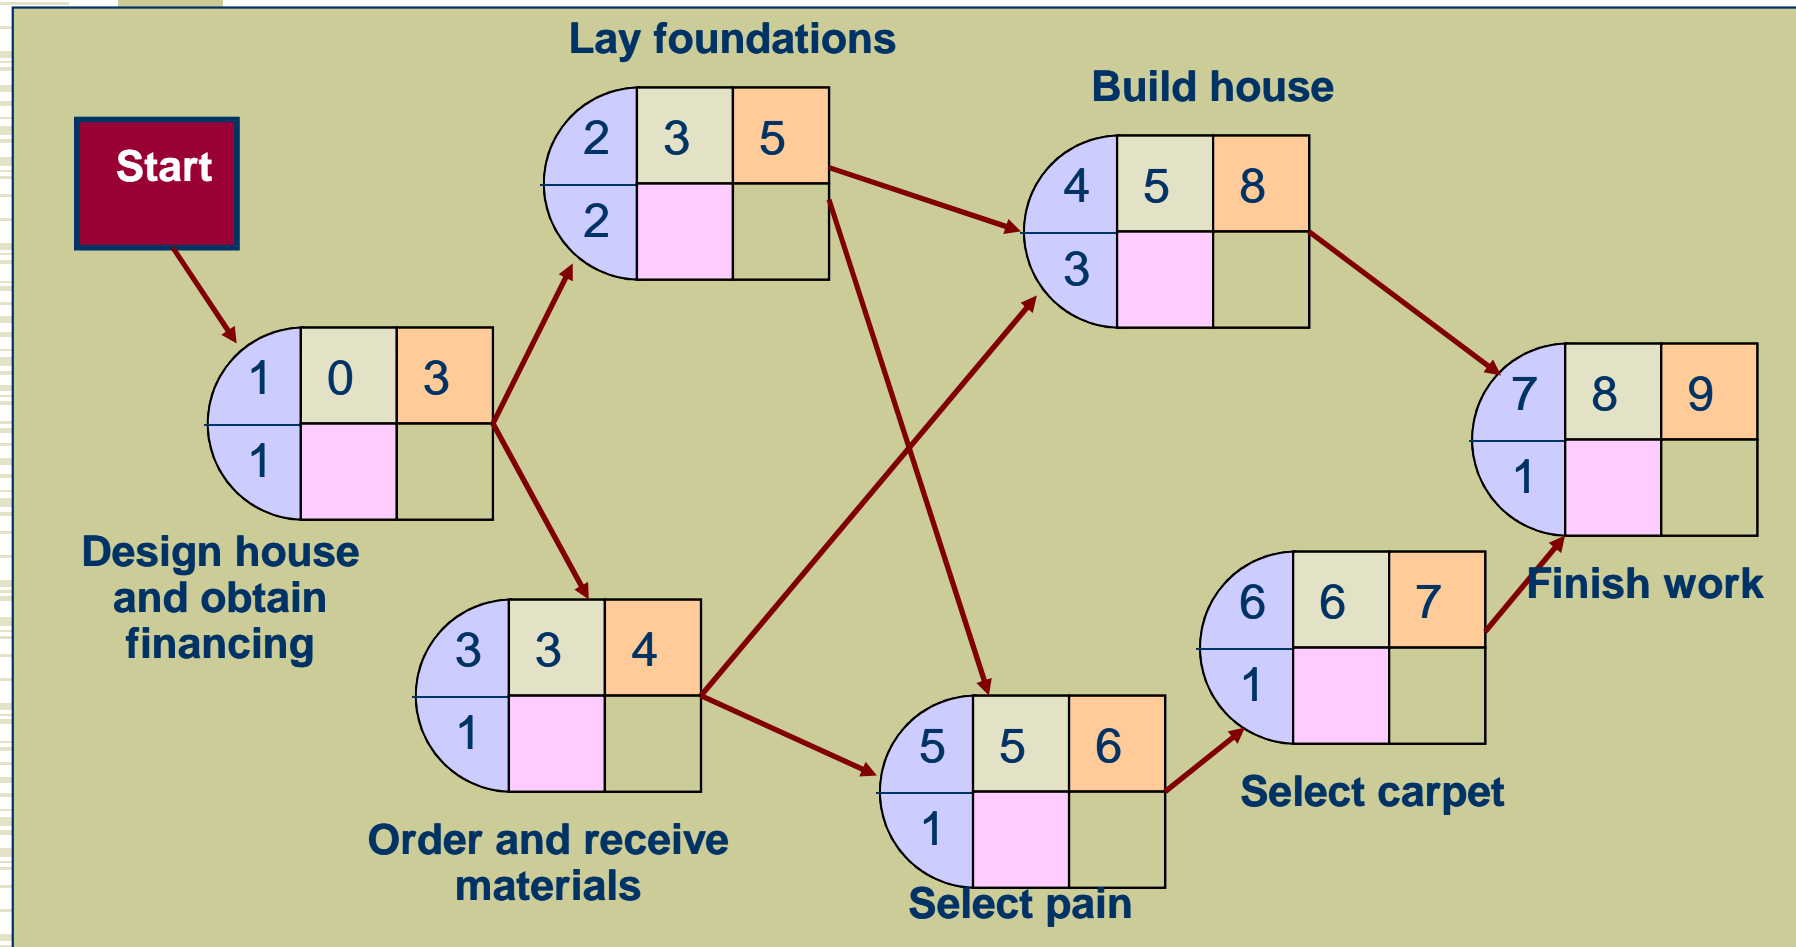 Lay foundations
Build house
Start
2 3 5
2
4 5 8
3
1 0 3
1
7 8 9
1
Design house
and obtain
financing
Finish work
3 3 4
1
6 6 7
1
5 5 6
1
Select carpet
Order and receive
materials
Select pain